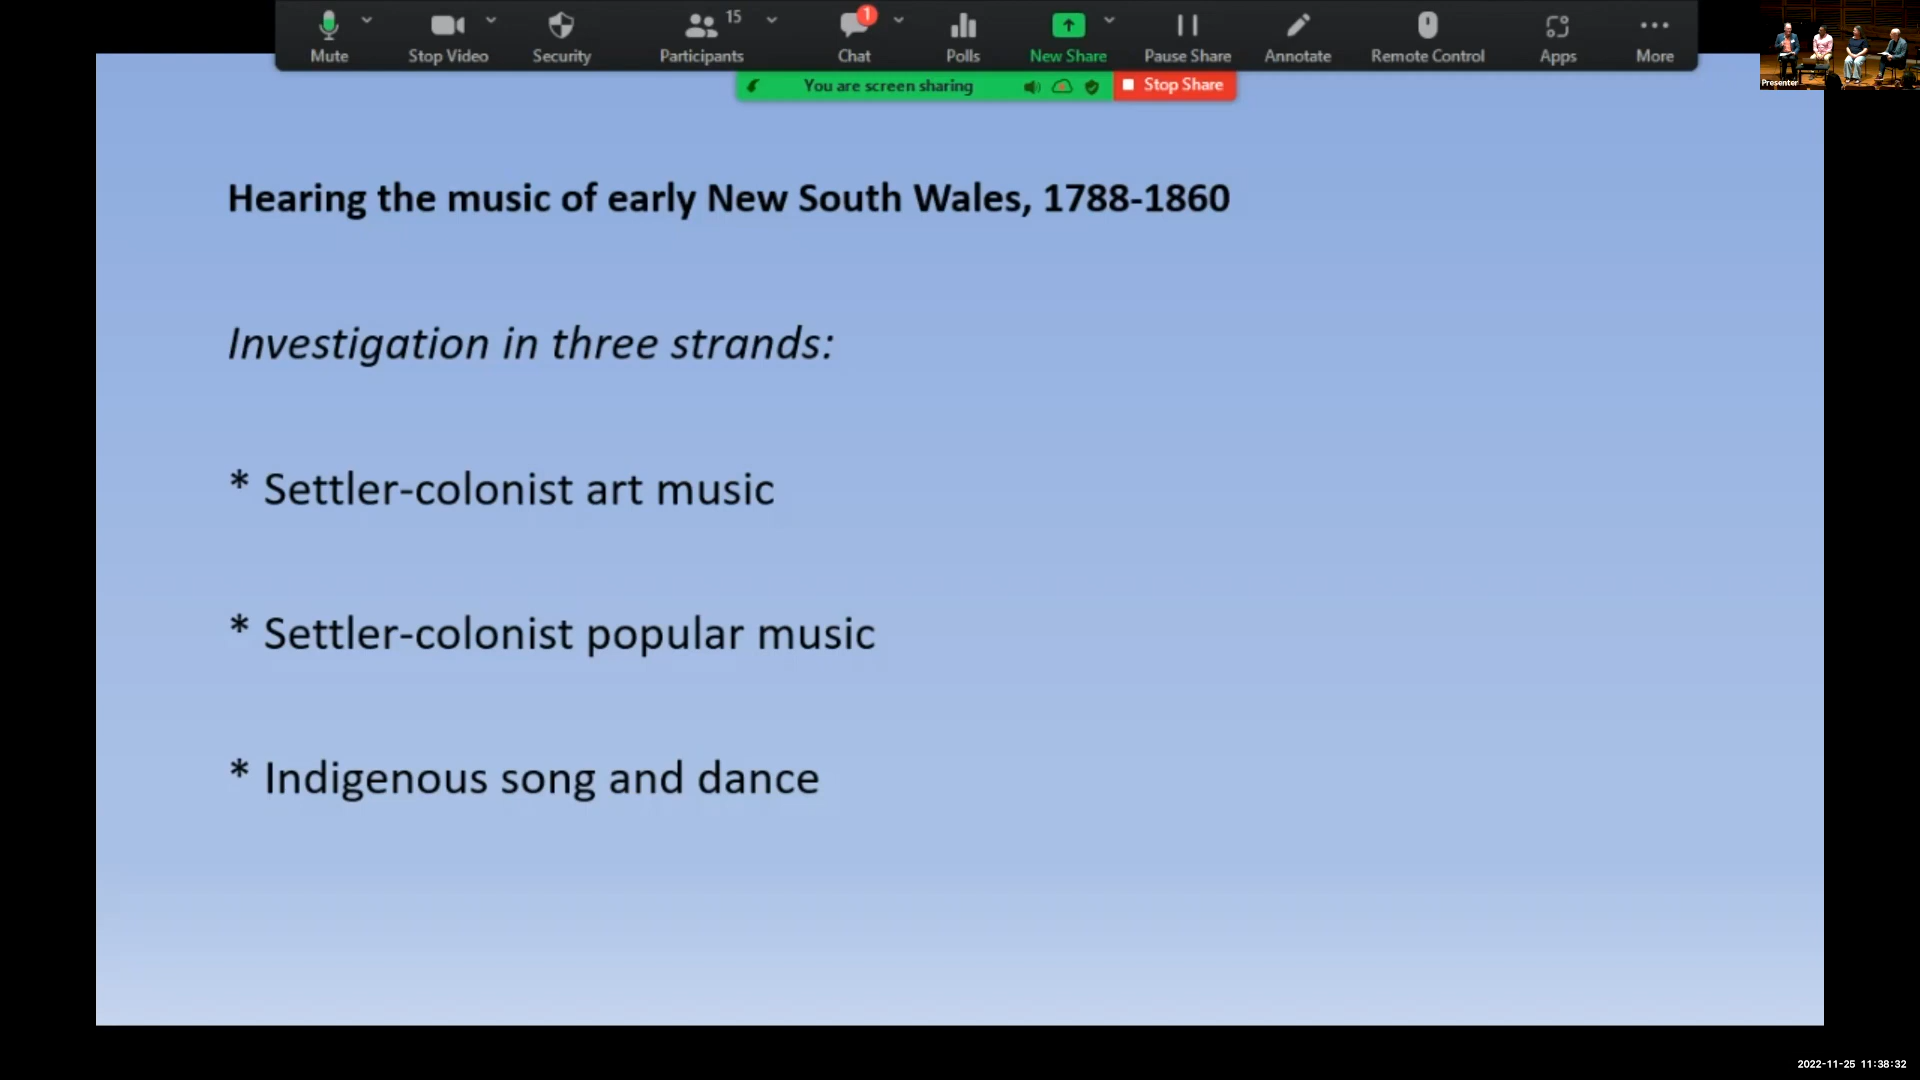 Mute
Stop Video
Security
Participants
15
Chat
1
Polls
New Share
Pause Share
Annotate
Remote Control
Apps
More
You are screen sharing
Stop Share
Presenter
Hearing the music of early New South Wales, 1788-1860
Investigation in three strands:
* Settler-colonist art music
* Settler-colonist popular music
* Indigenous song and dance
2022-11-25 11:38:32